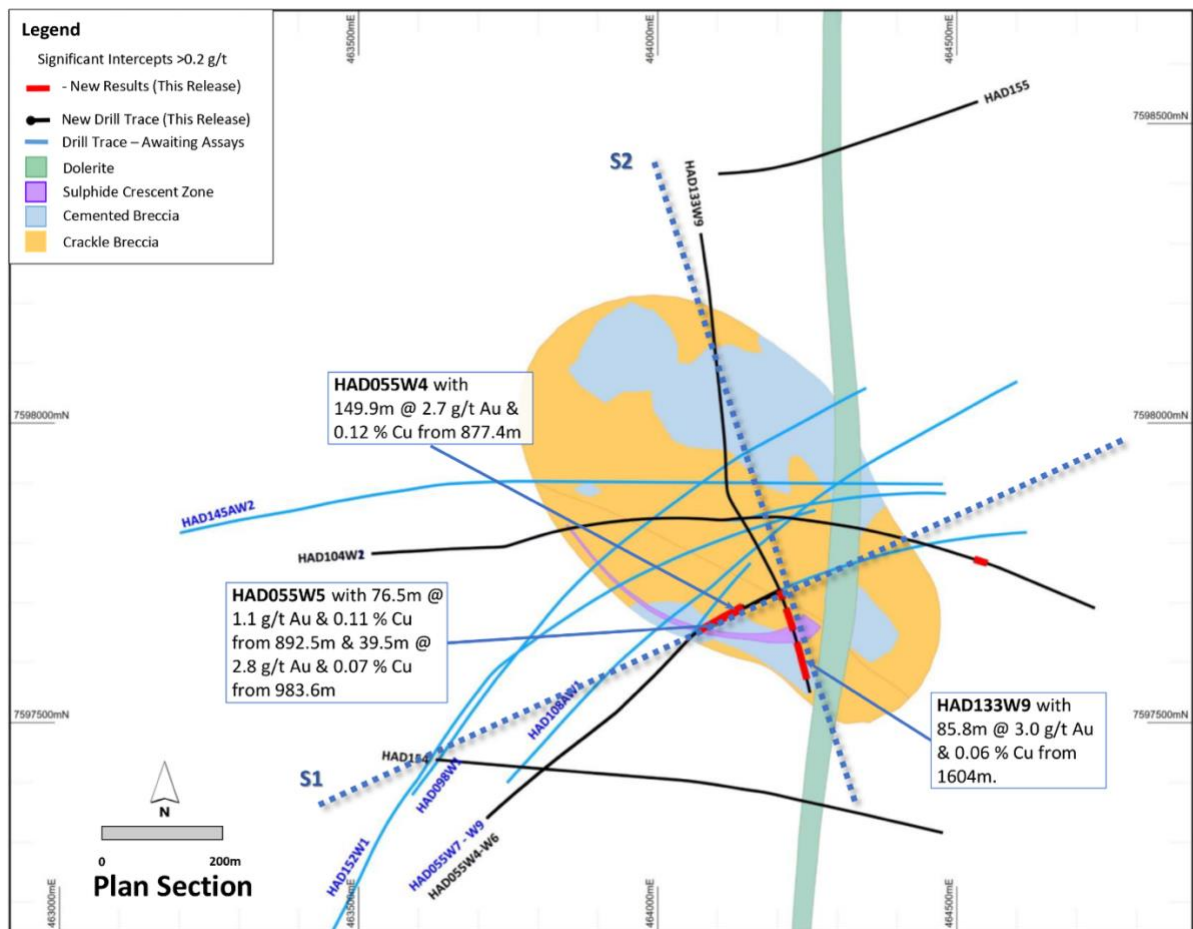 Legend
Significant Intercepts >0.2 g/t
- New Results (This Release)
New Drill Trace (This Release)
Drill Trace – Awaiting Assays
Dolerite
Sulphide Crescent Zone
Cemented Breccia
Crackle Breccia
463500mE
464000mE
464500mE
HAD155
7598500mN
7598500mN
S2
HAD133W9
HAD055W4 with
149.9m @ 2.7 g/t Au &
0.12 % Cu from 877.4m
7598000mN
7598000mN
HAD145AW2
HAD104W2
HAD055W5 with 76.5m @
1.1 g/t Au & 0.11 % Cu
from 892.5m & 39.5m @
2.8 g/t Au & 0.07 % Cu
from 983.6m
HAD108AW1
HAD133W9 with
85.8m @ 3.0 g/t Au
& 0.06 % Cu from
1604m.
7597500mN
7597500mN
HAD154
S1
HAD098W1
HAD152W1
HAD055W7 - W9
HAD055W4-W6
N
0
200m
Plan Section
463000mE
463500mE
464000mE
464500mE